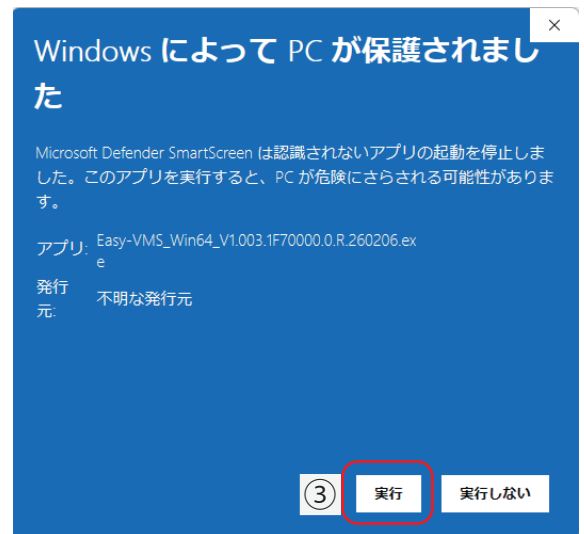 ×
Windows によって PC が保護されまし
た
Microsoft Defender SmartScreen は認識されないアプリの起動を停止しま
した。このアプリを実行すると、PC が危険にさらされる可能性がありま
す。
アプリ: Easy-VMS_Win64_V1.003.1F70000.0.R.260206.ex
e
発行
元: 不明な発行元
③ 実行 実行しない